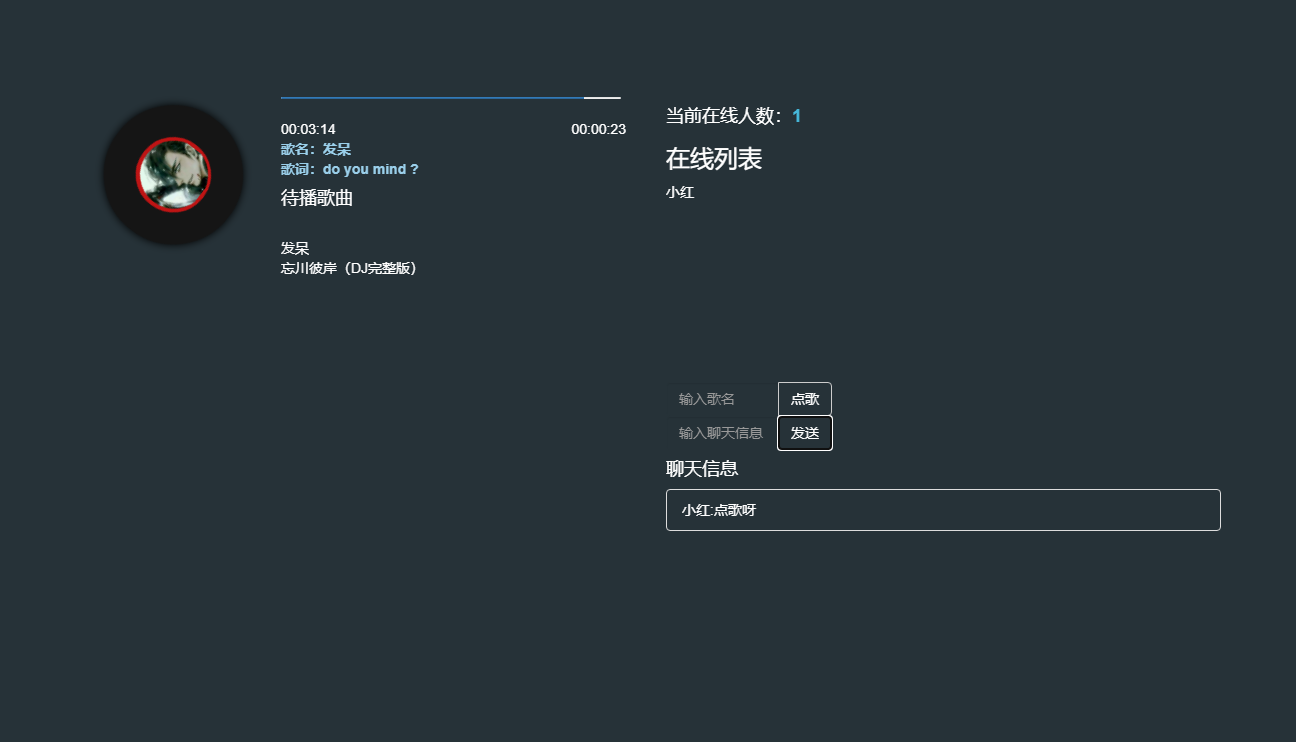 00:03:14 00:00:23
歌名：发呆
歌词：do you mind ?
待播歌曲
发呆
忘川彼岸（DJ完整版）
当前在线人数：1
在线列表
小红
输入歌名 点歌
输入聊天信息 发送
聊天信息
小红:点歌呀